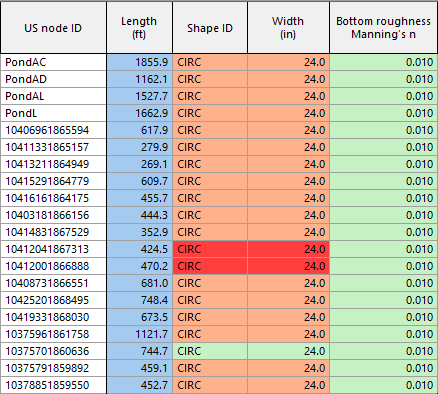 US node ID Length (ft) Shape ID Width (in) Bottom roughness Manning's n
PondAC 1855.9 CIRC 24.0 0.010
PondAD 1162.1 CIRC 24.0 0.010
PondAL 1527.7 CIRC 24.0 0.010
PondL 1662.9 CIRC 24.0 0.010
10406961865594 617.9 CIRC 24.0 0.010
10411331865157 279.9 CIRC 24.0 0.010
10413211864949 269.1 CIRC 24.0 0.010
10415291864779 609.7 CIRC 24.0 0.010
10416161864175 455.7 CIRC 24.0 0.010
10403181866156 444.3 CIRC 24.0 0.010
10414831867529 352.9 CIRC 24.0 0.010
10412041867313 424.5 CIRC 24.0 0.010
10412001866888 470.2 CIRC 24.0 0.010
10408731866551 681.0 CIRC 24.0 0.010
10425201868495 748.4 CIRC 24.0 0.010
10419331868030 673.5 CIRC 24.0 0.010
10375961861758 1121.7 CIRC 24.0 0.010
10375701860636 744.7 CIRC 24.0 0.010
10375791859892 459.1 CIRC 24.0 0.010
10378851859550 452.7 CIRC 24.0 0.010